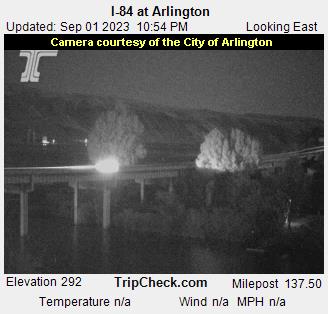 I-84 at Arlington
Updated: Sep 01 2023 10:54 PM Looking East
Camera courtesy of the City of Arlington
Elevation 292 TripCheck.com Milepost 137.50
Temperature n/a Wind n/a MPH n/a